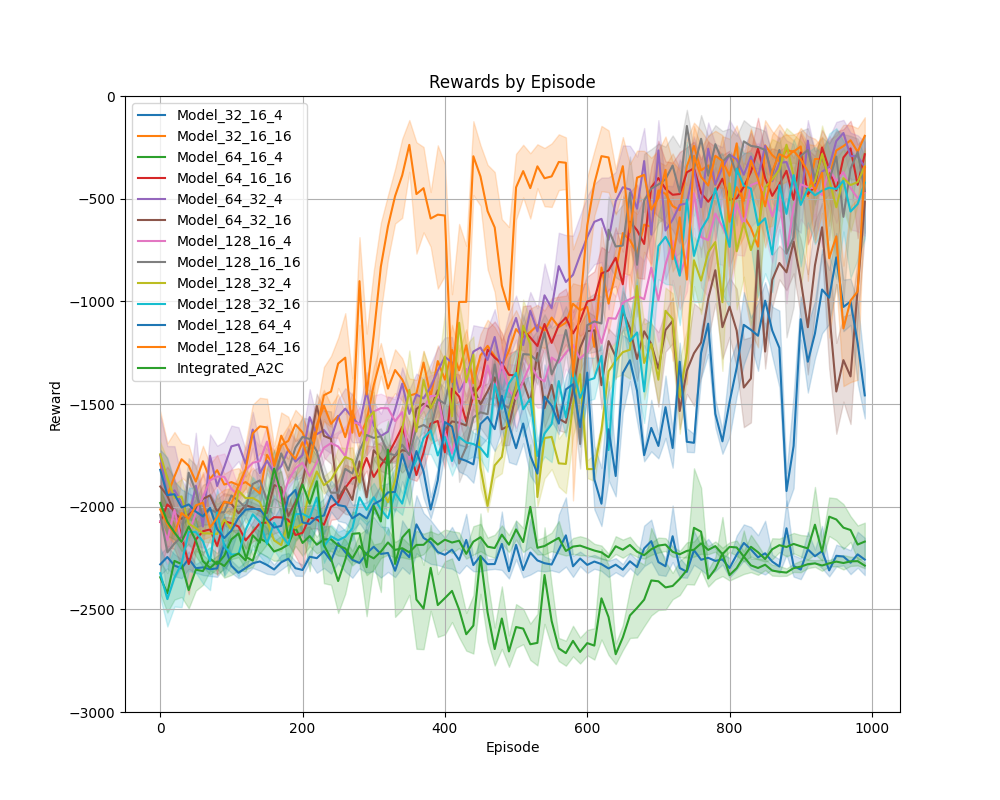 Rewards by Episode
0
−500
−1000
−1500
−2000
−2500
−3000
Reward
Model_32_16_4
Model_32_16_16
Model_64_16_4
Model_64_16_16
Model_64_32_4
Model_64_32_16
Model_128_16_4
Model_128_16_16
Model_128_32_4
Model_128_32_16
Model_128_64_4
Model_128_64_16
Integrated_A2C
0 200 400 600 800 1000
Episode